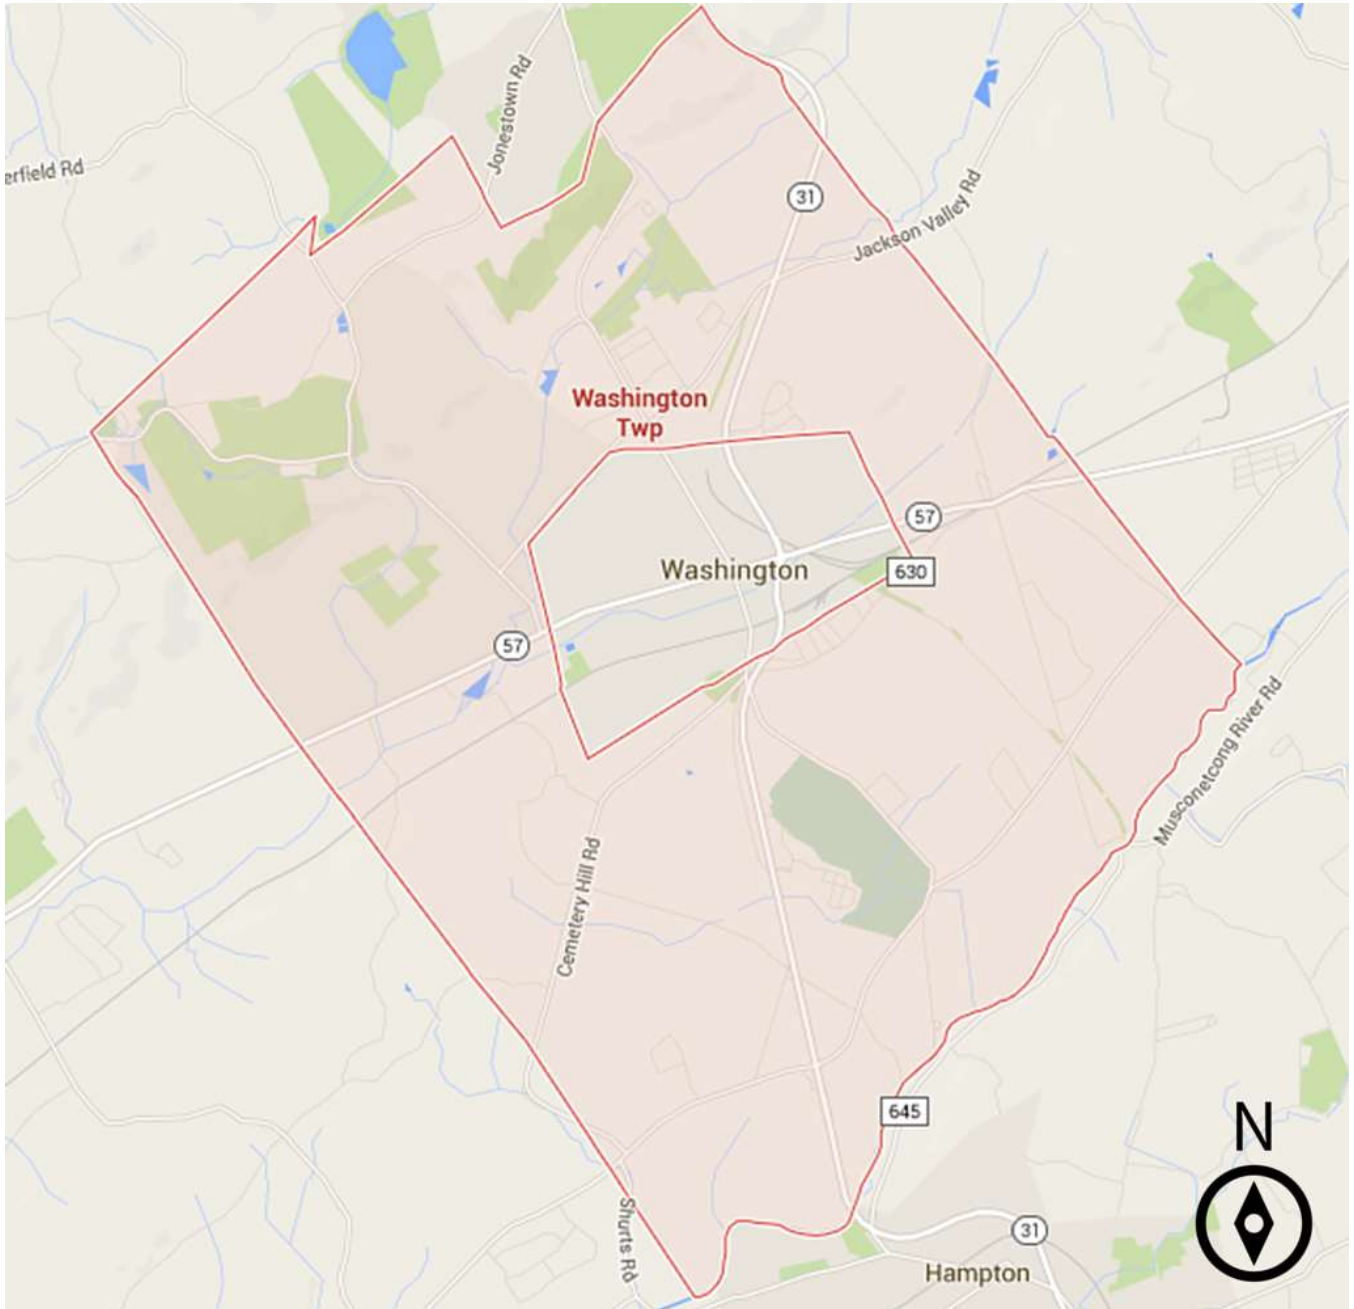 Jonestown Rd
erfield Rd
31
Jackson Valley Rd
Washington
Twp
57
Washington
630
57
Musconetcong River Rd
Cemetery Hill Rd
645
N
Shurts Rd
31
Hampton